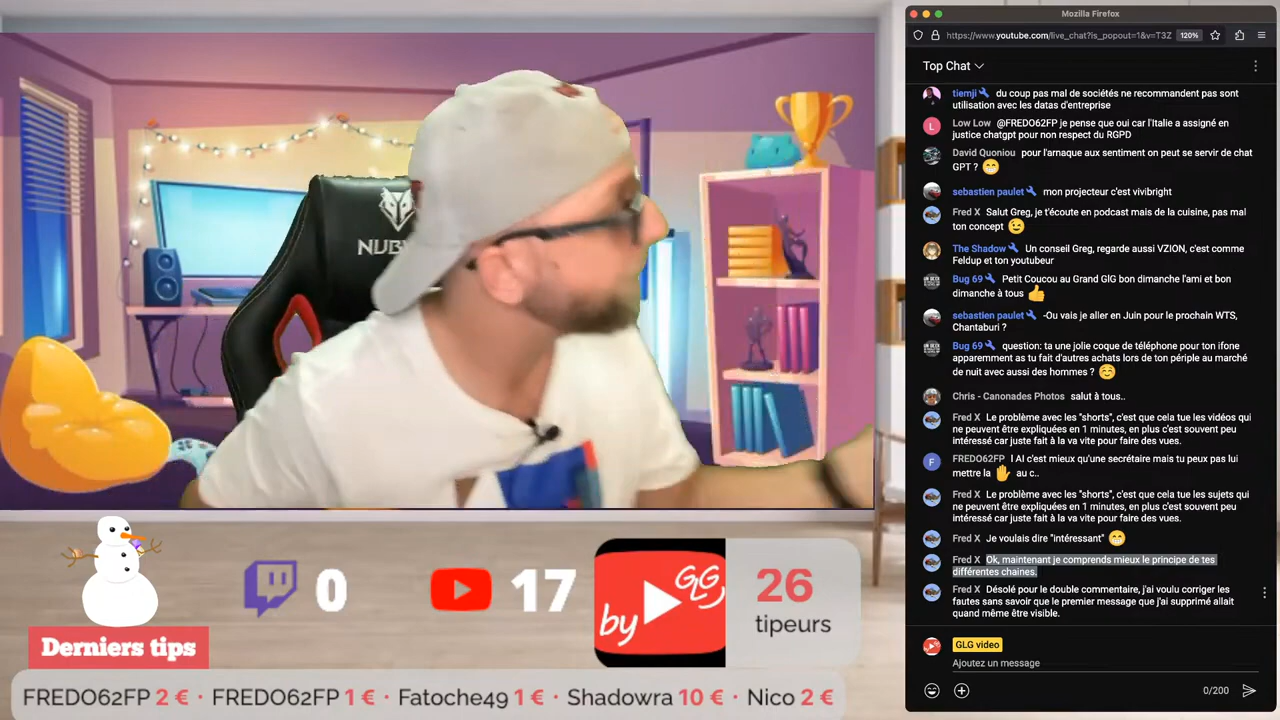 Mozilla Firefox
https://www.youtube.com/live_chat?is_popout=1&v=T3Z
120%
Top Chat
tiemji du coup pas mal de sociétés ne recommandent pas son
utilisation avec les datas d'entreprise
L Low Low @FREDO62FP je pense que oui car l'Italie a assigné en
justice chatgpt pour non respect du RGPD
David Quoniou pour l'arnaque aux sentiment on peut se servir de chat
GPT ? 😁
sebastien paulet mon projecteur c'est vivibright
Fred X Salut Greg, je t'écoute en podcast mais de la cuisine, pas mal
ton concept 😉
The Shadow Un conseil Greg, regarde aussi VZION, c'est comme
Feldup et ton youtubeur
Bug 69 Petit Coucou au Grand GIG bon dimanche l'ami et bon
dimanche à tous 👍
sebastien paulet -Ou vais je aller en Juin pour le prochain WTS,
Chantaburi ?
Bug 69 question: ta une jolie coque de téléphone pour ton ifone
apparemment as tu fait d'autres achats lors de ton périple au marché
de nuit avec aussi des hommes ? ☺️
Chris - Canonades Photos salut à tous..
Fred X Le problème avec les "shorts", c'est que cela tue les vidéos qui
ne peuvent être expliquées en 1 minutes, en plus c'est souvent peu
intéressé car juste fait à la va vite pour faire des vues.
F FREDO62FP l AI c'est mieux qu'une secrétaire mais tu peux pas lui
mettre la ✋ au c..
Fred X Le problème avec les "shorts", c'est que cela tue les sujets qui
ne peuvent être expliquées en 1 minutes, en plus c'est souvent peu
intéressé car juste fait à la va vite pour faire des vues.
Fred X Je voulais dire "intéressant" 😁
Fred X Ok, maintenant je comprends mieux le principe de tes
différentes chaines.
Fred X Désolé pour le double commentaire, j'ai voulu corriger les
fautes sans savoir que le premier message que j'ai supprimé allait
quand même être visible.
GLG video
Ajoutez un message
0/200
NUB
0
17
by GLG
26
tipeurs
Derniers tips
FREDO62FP 2 € · FREDO62FP 1 € · Fatoche49 1 € · Shadowra 10 € · Nico 2 €